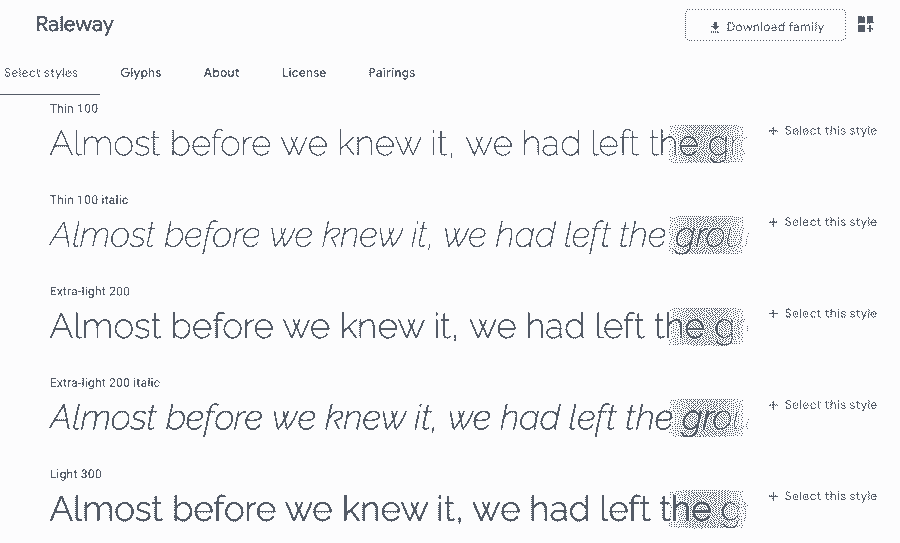 Raleway
Download family
Select styles
Glyphs
About
License
Pairings
Thin 100
Almost before we knew it, we had left the gr
+ Select this style
Thin 100 italic
Almost before we knew it, we had left the grou
+ Select this style
Extra-light 200
Almost before we knew it, we had left the g
+ Select this style
Extra-light 200 italic
Almost before we knew it, we had left the grou
+ Select this style
Light 300
Almost before we knew it, we had left the g
+ Select this style